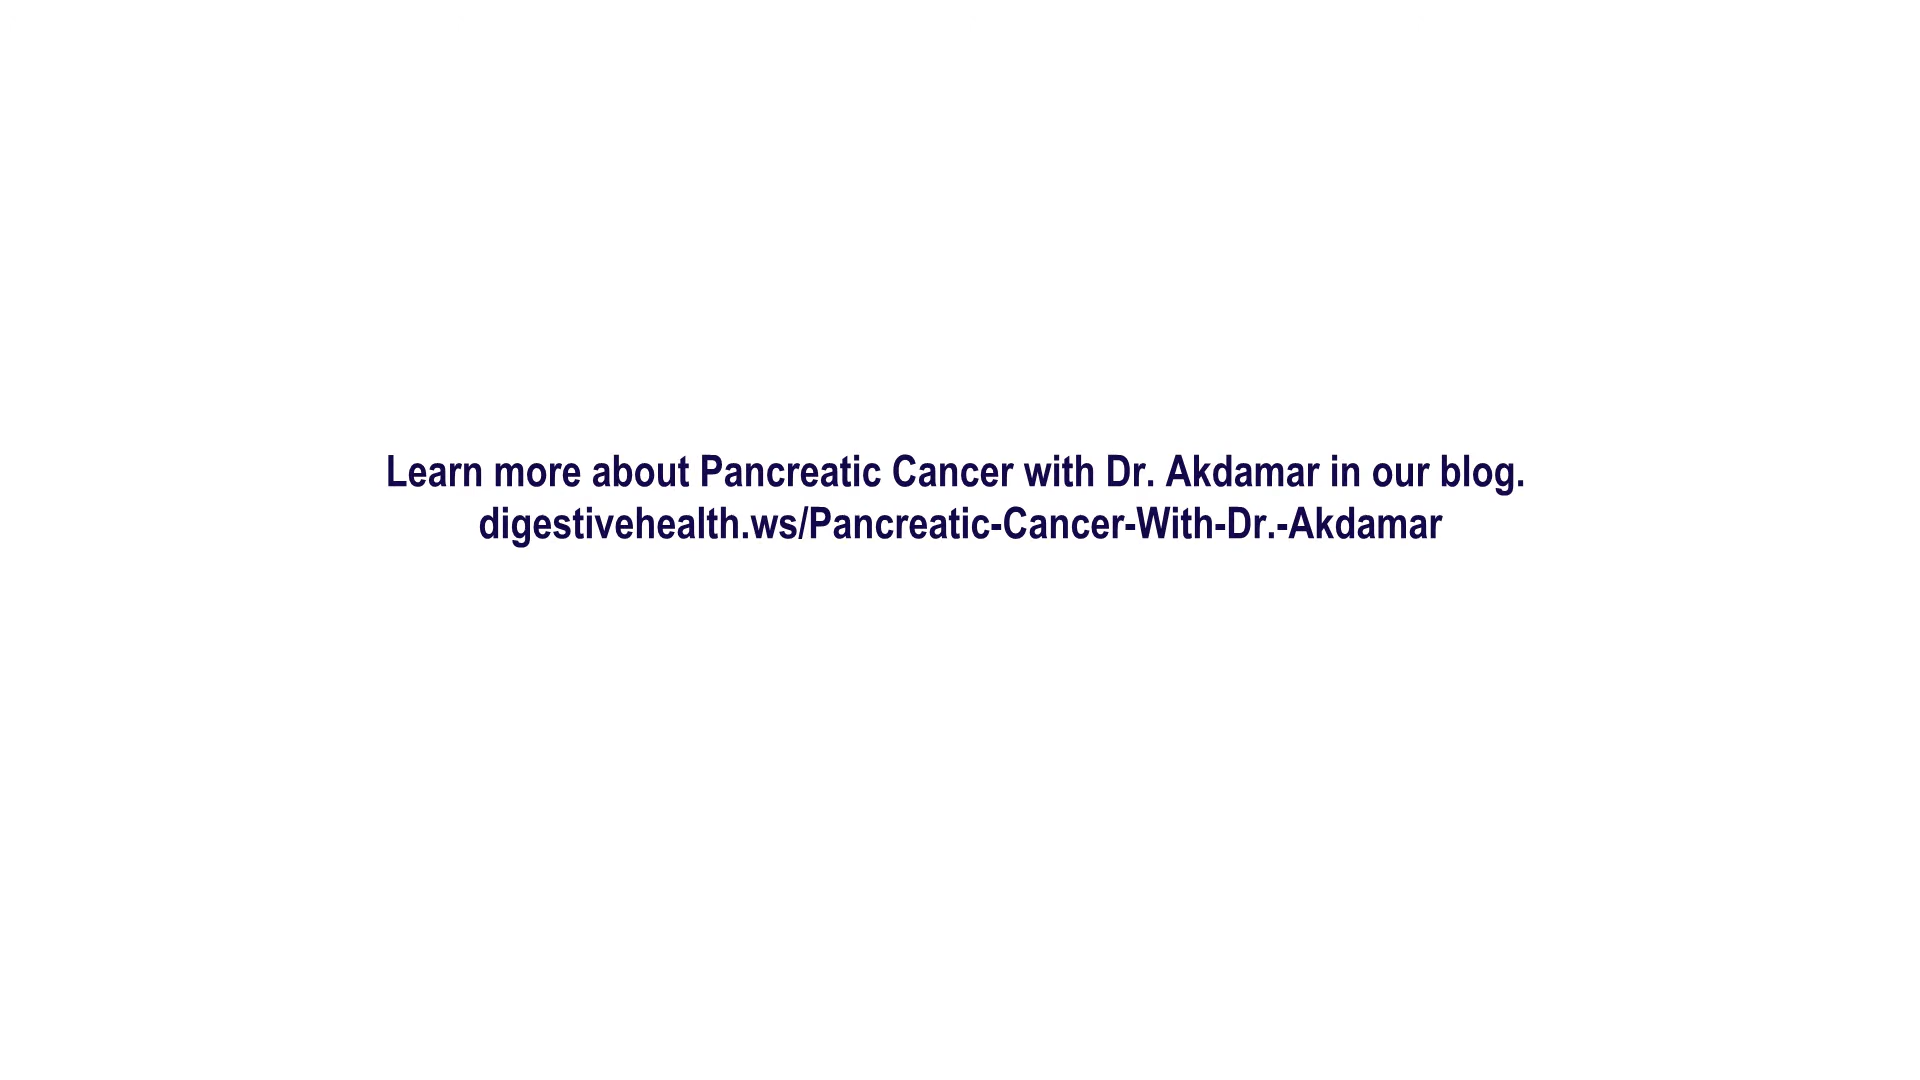 Learn more about Pancreatic Cancer with Dr. Akdamar in our blog.
digestivehealth.ws/Pancreatic-Cancer-With-Dr.-Akdamar